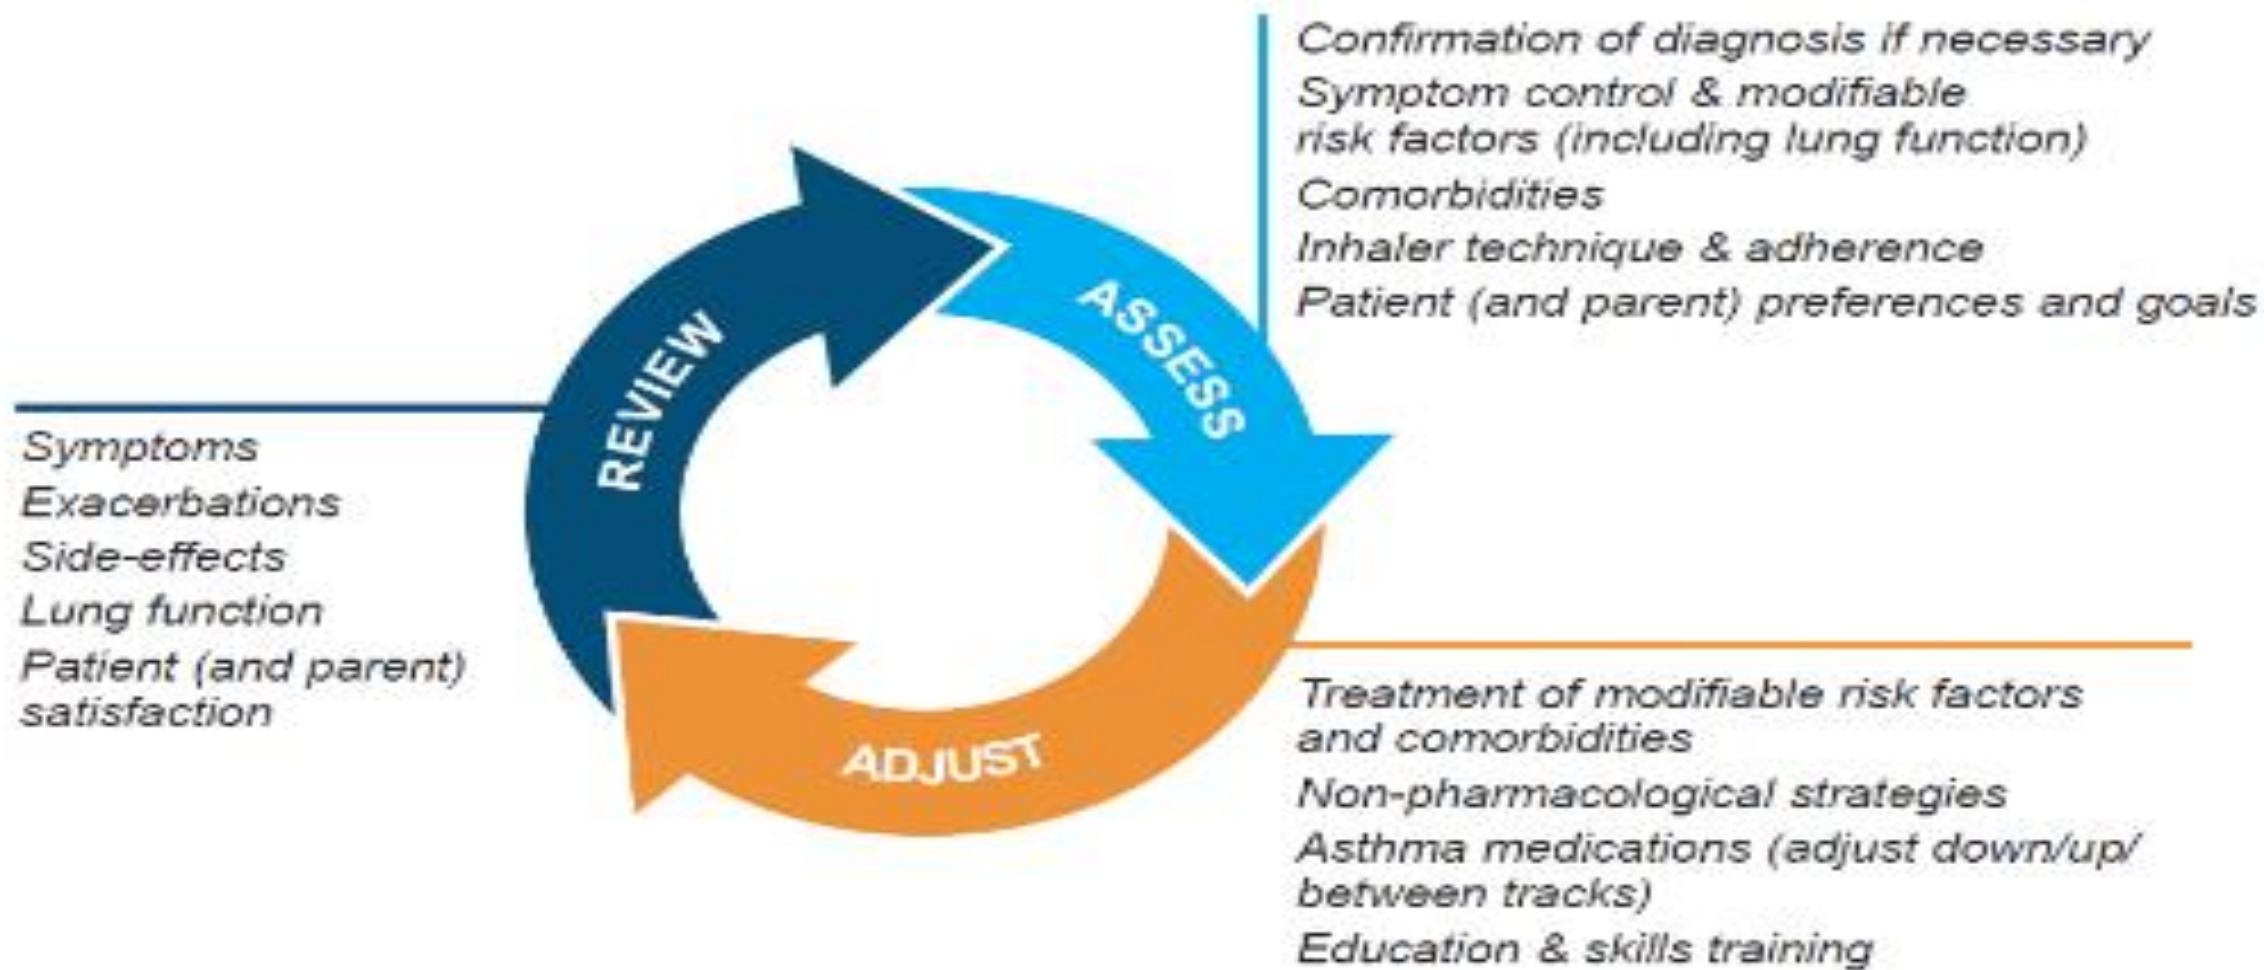 Confirmation of diagnosis if necessary
Symptom control & modifiable
risk factors (including lung function)
Comorbidities
Inhaler technique & adherence
Patient (and parent) preferences and goals
ASSESS
REVIEW
Symptoms
Exacerbations
Side-effects
Lung function
Patient (and parent)
satisfaction
ADJUST
Treatment of modifiable risk factors
and comorbidities
Non-pharmacological strategies
Asthma medications (adjust down/up/
between tracks)
Education & skills training